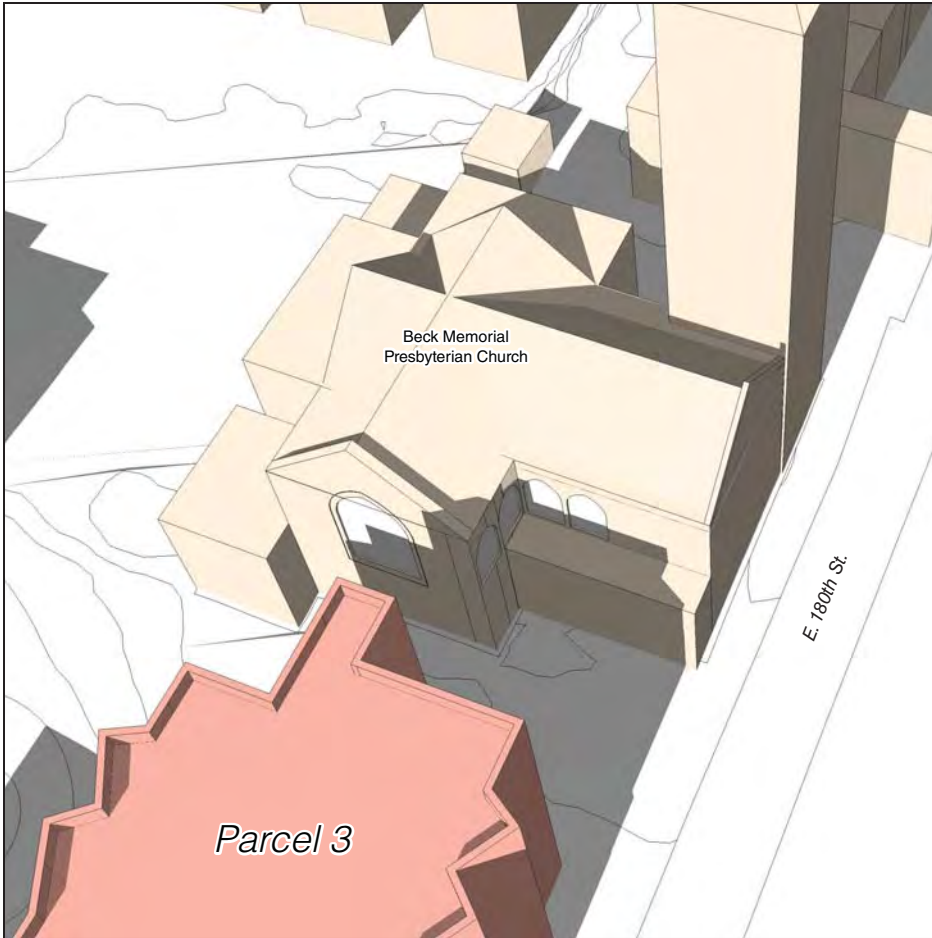 Beck Memorial
Presbyterian Church
E. 180th St.
Parcel 3